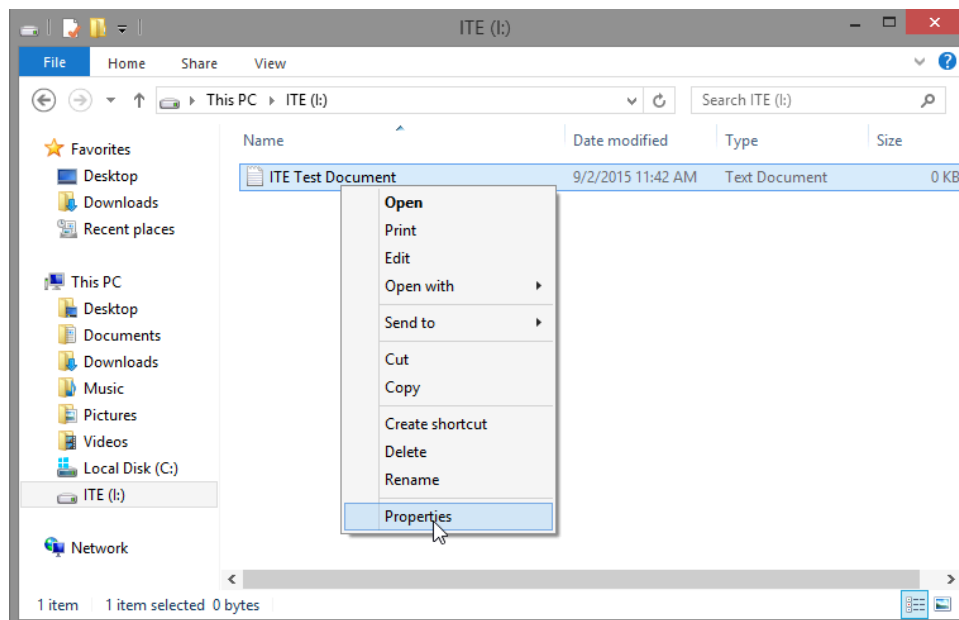 ITE (I:)
File Home Share View
This PC ITE (I:) Search ITE (I:)
Name Date modified Type Size
Favorites
Desktop
Downloads
Recent places
This PC
Desktop
Documents
Downloads
Music
Pictures
Videos
Local Disk (C:)
ITE (I:)
Network
ITE Test Document 9/2/2015 11:42 AM Text Document 0 KB
Open
Print
Edit
Open with
Send to
Cut
Copy
Create shortcut
Delete
Rename
Properties
1 item 1 item selected 0 bytes